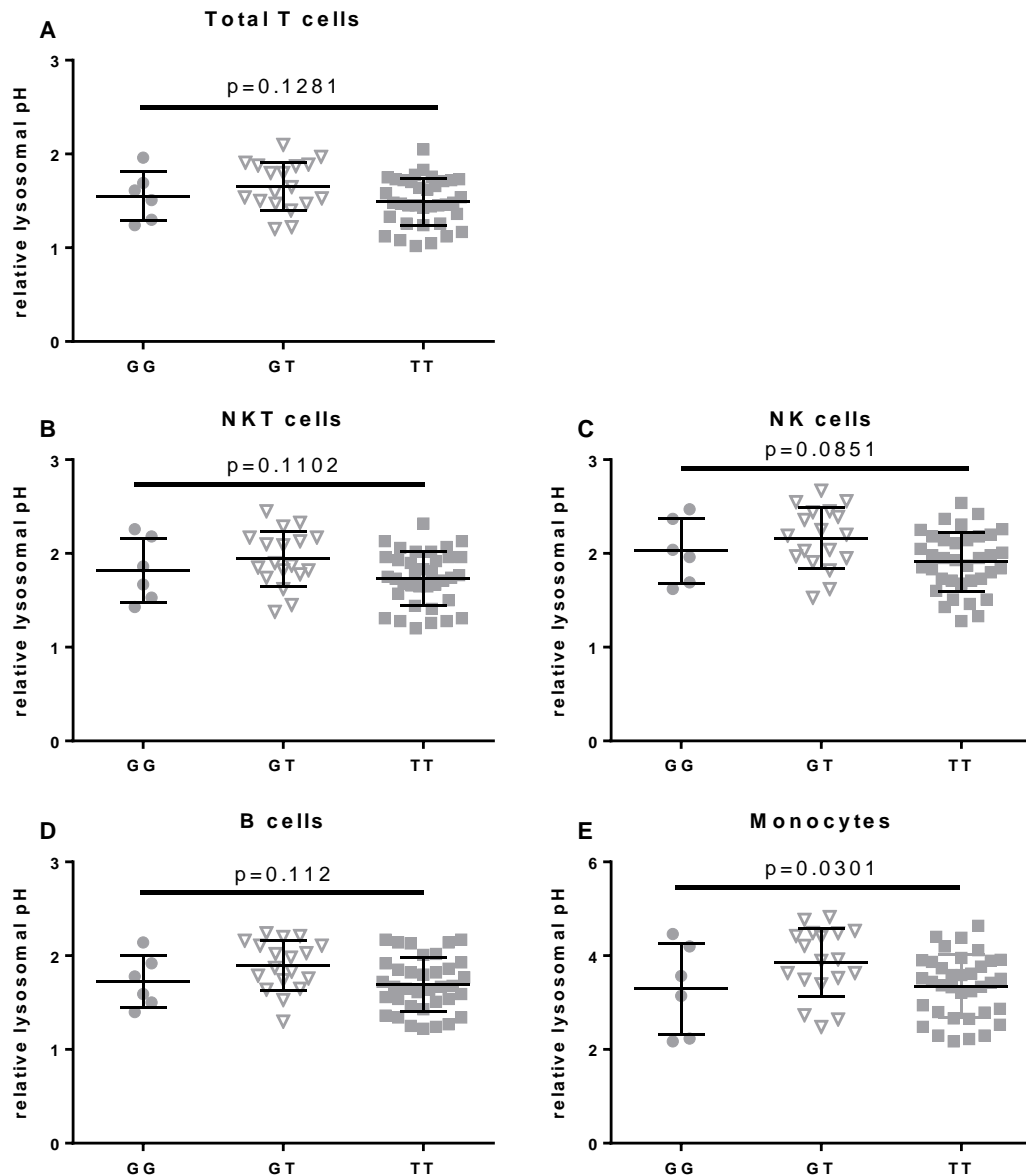 A
Total T cells
p=0.1281
relative lysosomal pH
3
2
1
0
GG GT TT
B
NKT cells
p=0.1102
relative lysosomal pH
3
2
1
0
GG GT TT
C
NK cells
p=0.0851
relative lysosomal pH
3
2
1
0
GG GT TT
D
B cells
p=0.112
relative lysosomal pH
3
2
1
0
GG GT TT
E
Monocytes
p=0.0301
relative lysosomal pH
6
4
2
0
GG GT TT